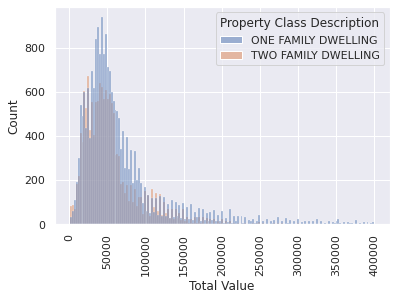 Property Class Description
ONE FAMILY DWELLING
TWO FAMILY DWELLING
Count
800
600
400
200
0
0
50000
100000
150000
200000
250000
300000
350000
400000
Total Value